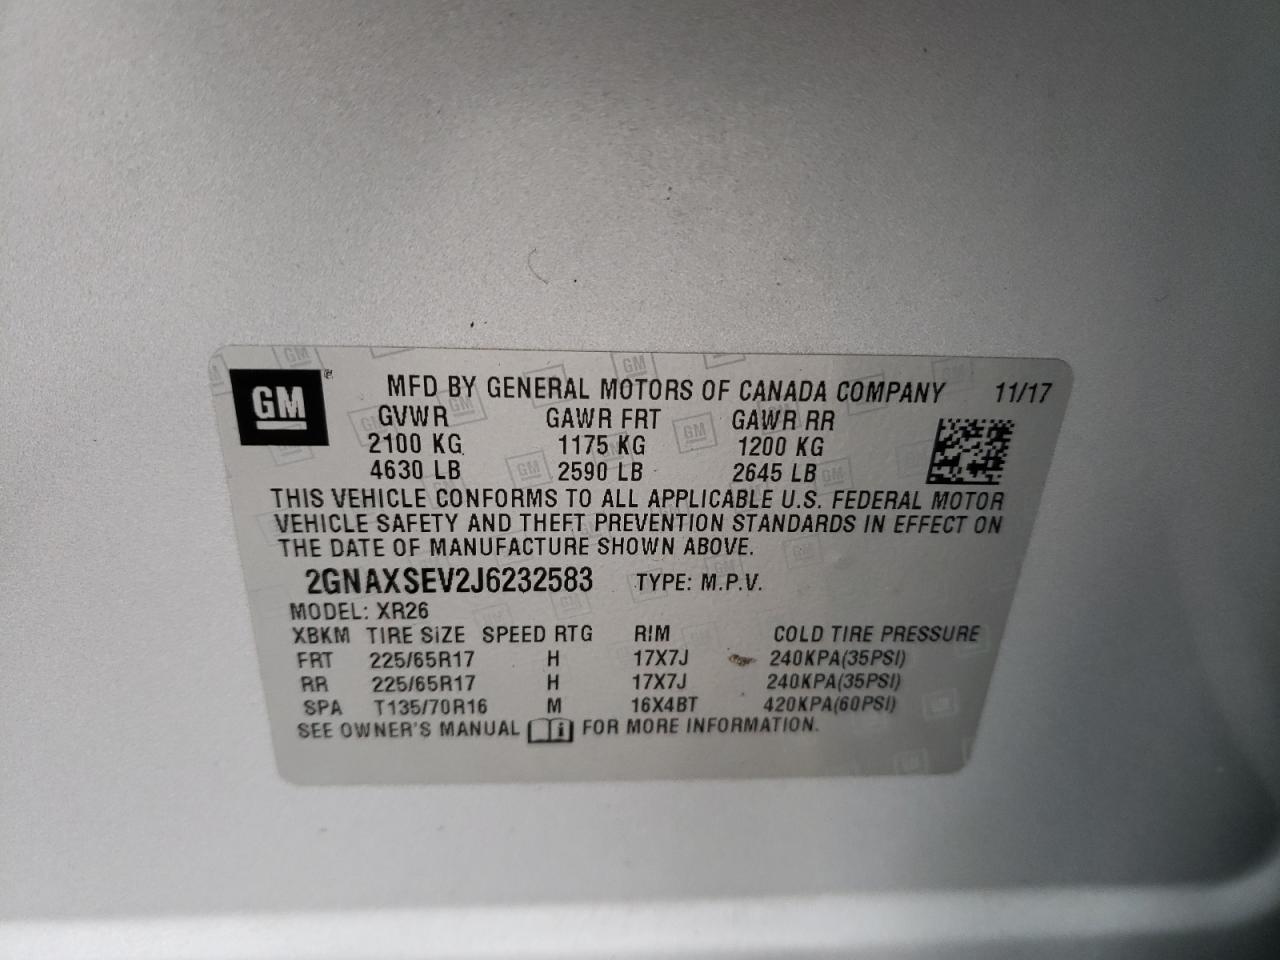 GM
MFD BY GENERAL MOTORS OF CANADA COMPANY 11/17
GVWR GAWR FRT GAWR RR
2100 KG 1175 KG 1200 KG
4630 LB 2590 LB 2645 LB
THIS VEHICLE CONFORMS TO ALL APPLICABLE U.S. FEDERAL MOTOR
VEHICLE SAFETY AND THEFT PREVENTION STANDARDS IN EFFECT ON
THE DATE OF MANUFACTURE SHOWN ABOVE.
2GNAXSEV2J6232583 TYPE: M.P.V.
MODEL: XR26
XBKM TIRE SIZE SPEED RTG RIM COLD TIRE PRESSURE
FRT 225/65R17 H 17X7J 240KPA(35PSI)
RR 225/65R17 H 17X7J 240KPA(35PSI)
SPA T135/70R16 M 16X4BT 420KPA(60PSI)
SEE OWNER'S MANUAL i FOR MORE INFORMATION.